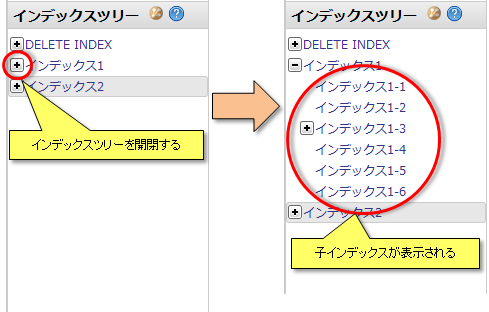 インデックスツリー
DELETE INDEX
インデックス1
インデックス2
インデックスツリーを開閉する
インデックスツリー
DELETE INDEX
インデックス1
インデックス1-1
インデックス1-2
インデックス1-3
インデックス1-4
インデックス1-5
インデックス1-6
インデックス2
子インデックスが表示される